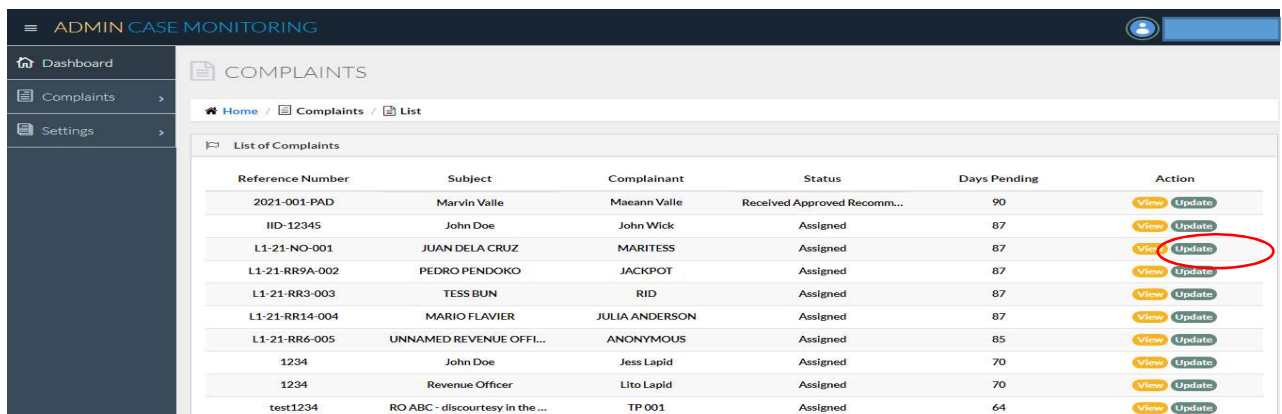 ADMIN CASE MONITORING
Dashboard
Complaints
Settings
COMPLAINTS
Home / Complaints / List
List of Complaints
Reference Number Subject Complainant Status Days Pending Action
2021-001-PAD Marvin Valle Maeann Valle Received Approved Recomm... 90 View Update
IID-12345 John Doe John Wick Assigned 87 View Update
L1-21-NO-001 JUAN DELA CRUZ MARITESS Assigned 87 View Update
L1-21-RR9A-002 PEDRO PENDOKO JACKPOT Assigned 87 View Update
L1-21-RR3-003 TESS BUN RID Assigned 87 View Update
L1-21-RR14-004 MARIO FLAVIER JULIA ANDERSON Assigned 87 View Update
L1-21-RR6-005 UNNAMED REVENUE OFFI... ANONYMOUS Assigned 85 View Update
1234 John Doe Jess Lapid Assigned 70 View Update
1234 Revenue Officer Lito Lapid Assigned 70 View Update
test1234 RO ABC - discourtesy in the ... TP 001 Assigned 64 View Update